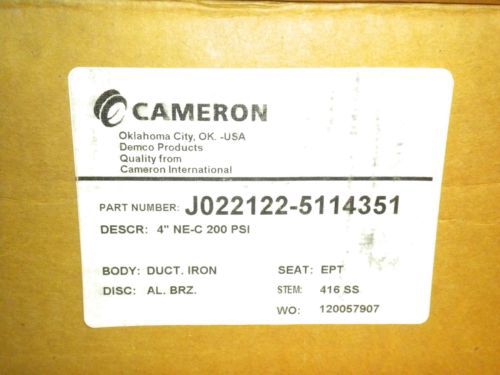 CAMERON
Oklahoma City, OK. -USA
Demco Products
Quality from
Cameron International
PART NUMBER: J022122-5114351
DESCR: 4" NE-C 200 PSI
BODY: DUCT. IRON SEAT: EPT
DISC: AL. BRZ. STEM: 416 SS
WO: 120057907